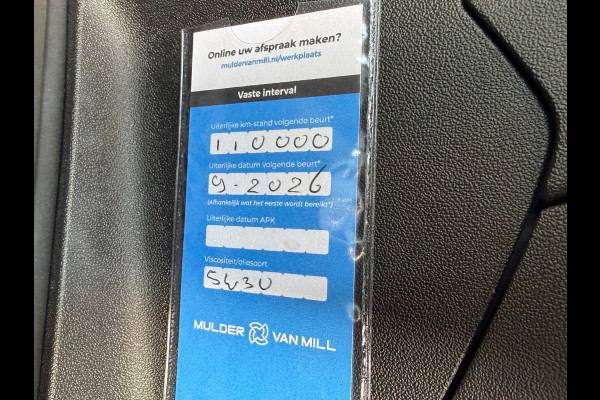 Online uw afspraak maken?
muldervanmill.nl/werkplaats
Vaste interval
Uiterlijke km-stand volgende beurt*
110000
Uiterlijke datum volgende beurt*
9-2026
(Afhankelijk wat het eerste wordt bereikt*)
Uiterlijke datum APK
Viscositeit/oliesoort
5W30
MULDER VAN MILL